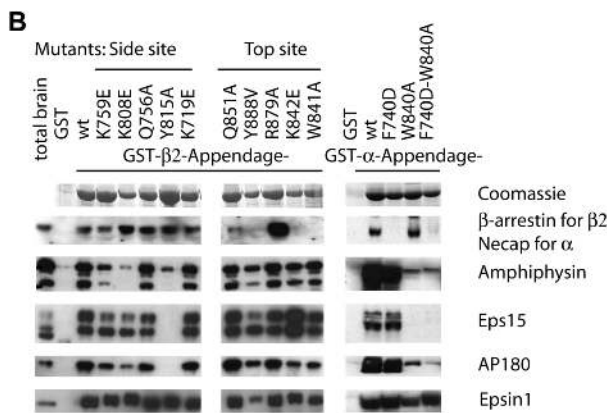 B
Mutants: Side site
Top site
total brain
GST
wt
K759E
K808E
Q756A
Y815A
K719E
Q851A
Y888V
R879A
K842E
W841A
GST
wt
F740D
W840A
F740D-W840A
GST-β2-Appendage-
GST-α-Appendage-
Coomassie
β-arrestin for β2
Necap for α
Amphiphysin
Eps15
AP180
Epsin1